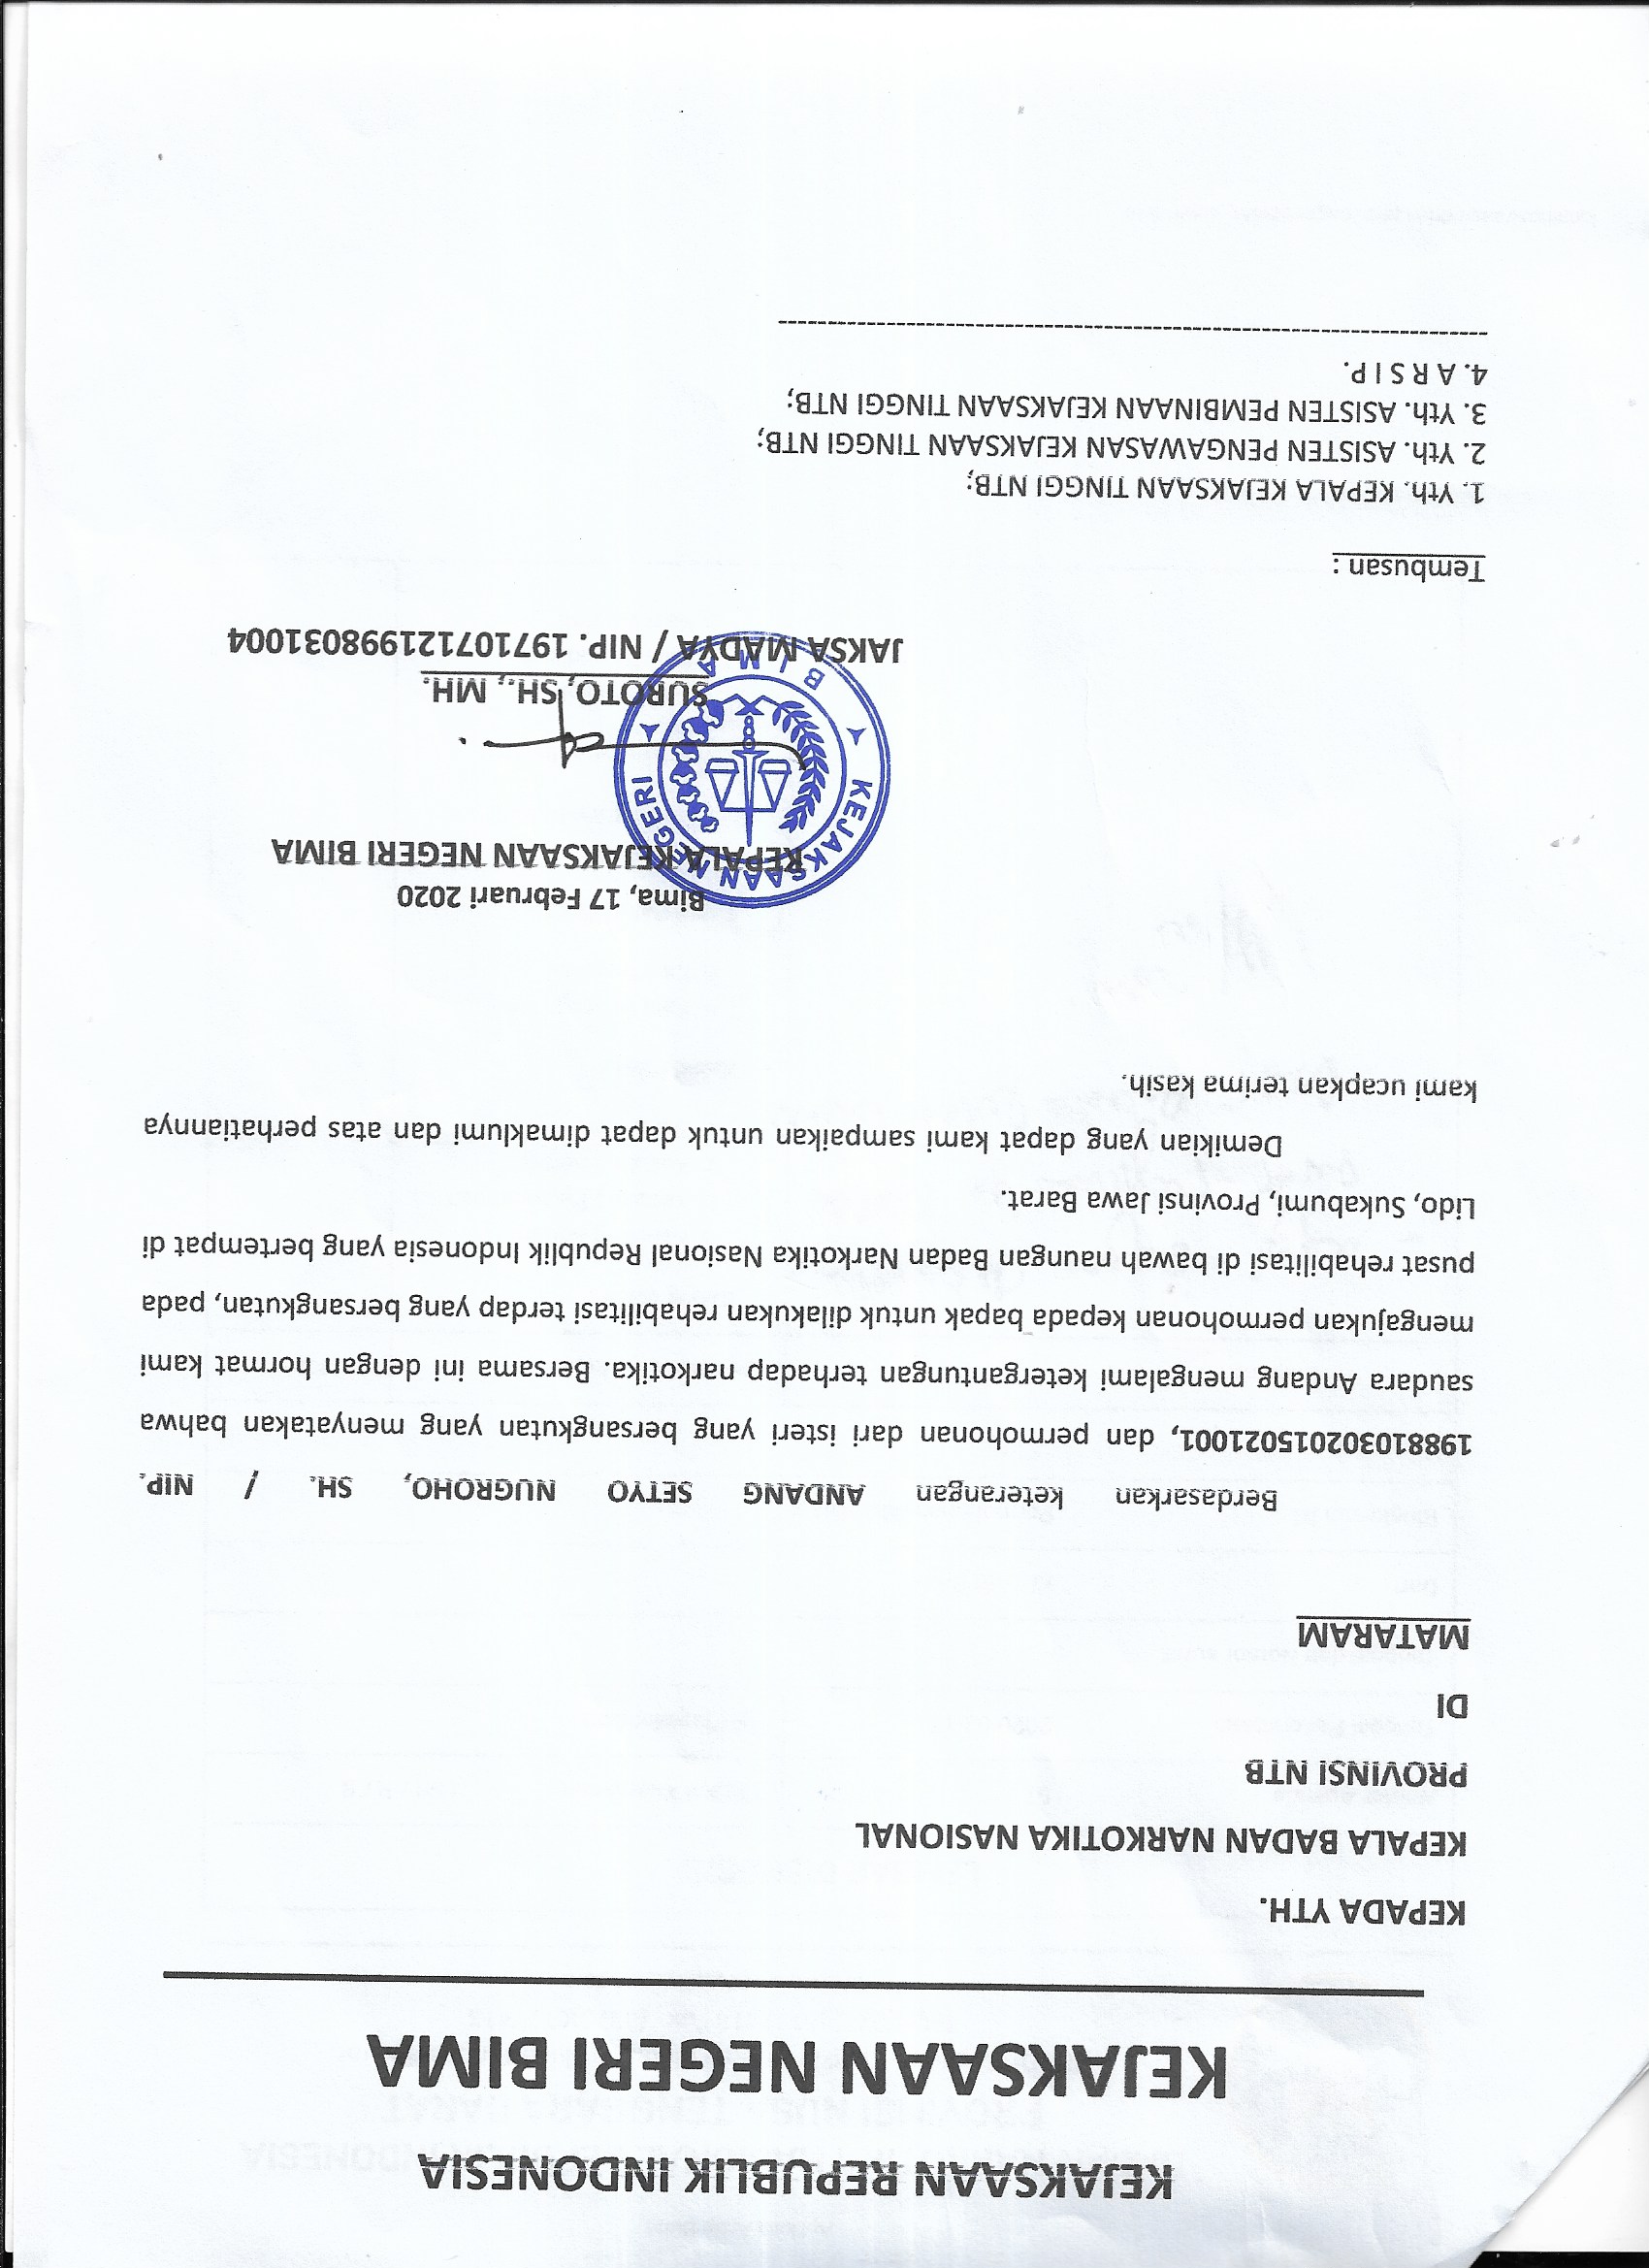 KEJAKSAAN REPUBLIK INDONESIA
KEJAKSAAN NEGERI BIMA
KEPADA YTH.
KEPALA BADAN NARKOTIKA NASIONAL
PROVINSI NTB
DI
MATARAM
Berdasarkan keterangan ANDANG SETYO NUGROHO, SH. / NIP.
198810302015021001, dan permohonan dari isteri yang bersangkutan yang menyatakan bahwa
saudara Andang mengalami ketergantungan terhadap narkotika. Bersama ini dengan hormat kami
mengajukan permohonan kepada bapak untuk dilakukan rehabilitasi terdap yang bersangkutan, pada
pusat rehabilitasi di bawah naungan Badan Narkotika Nasional Republik Indonesia yang bertempat di
Lido, Sukabumi, Provinsi Jawa Barat.
Demikian yang dapat kami sampaikan untuk dapat dimaklumi dan atas perhatiannya
kami ucapkan terima kasih.
Bima, 17 Februari 2020
KEPALA KEJAKSAAN NEGERI BIMA
KEJAKSAAN NEGERI
BIMA
SUROTO, SH., MH.
JAKSA MADYA / NIP. 197107121998031004
Tembusan :
1. Yth. KEPALA KEJAKSAAN TINGGI NTB;
2. Yth. ASISTEN PENGAWASAN KEJAKSAAN TINGGI NTB;
3. Yth. ASISTEN PEMBINAAN KEJAKSAAN TINGGI NTB;
4. A R S I P.